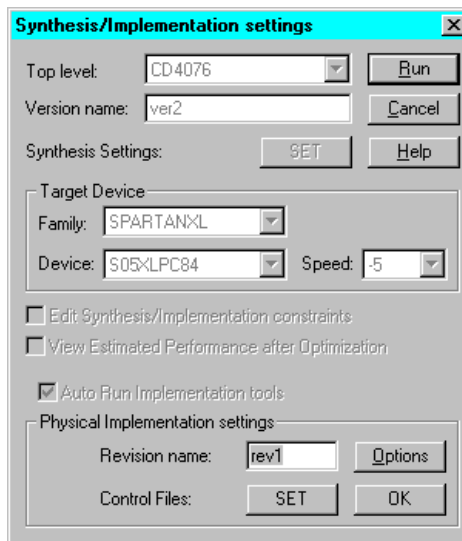 Synthesis/Implementation settings
Top level: CD4076 Run
Version name: ver2 Cancel
Synthesis Settings: SET Help
Target Device
Family: SPARTANXL
Device: S05XLPC84 Speed: -5
Edit Synthesis/Implementation constraints
View Estimated Performance after Optimization
Auto Run Implementation tools
Physical Implementation settings
Revision name: rev1 Options
Control Files: SET OK